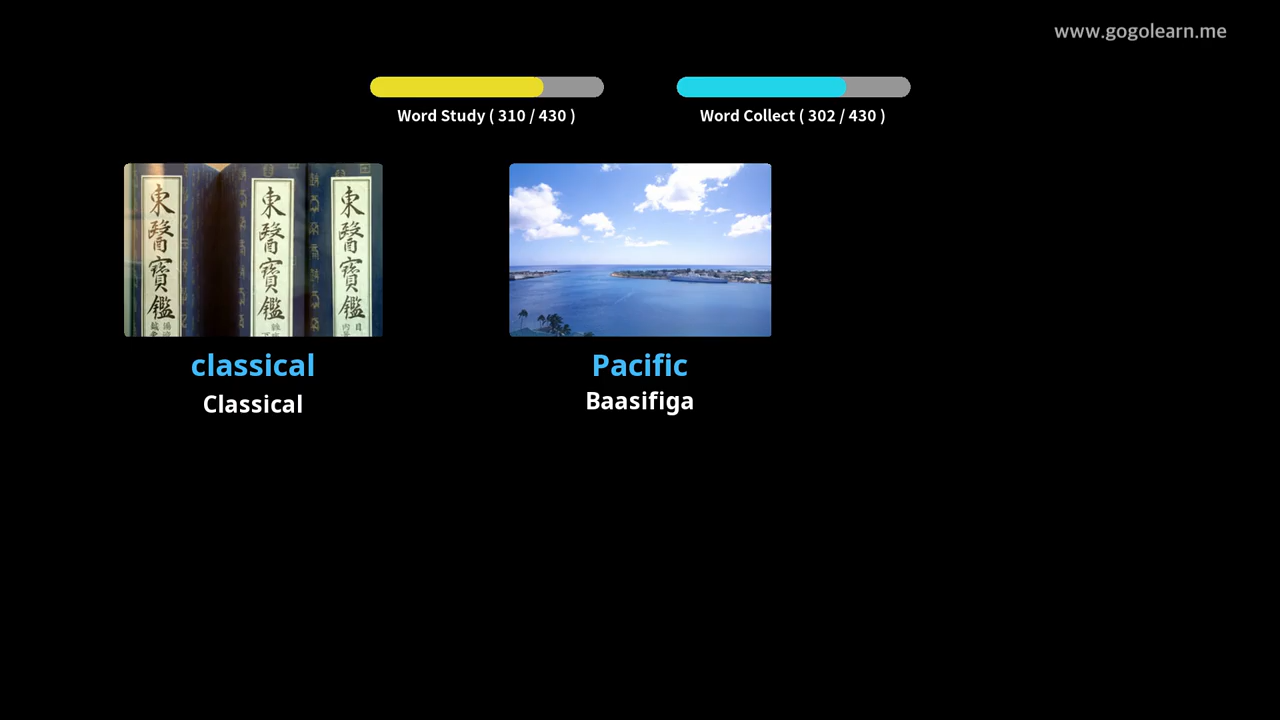 www.gogolearn.me
Word Study ( 310 / 430 )
Word Collect ( 302 / 430 )
東醫寶鑑
東醫寶鑑
東醫寶鑑
classical
Classical
Pacific
Baasifiga